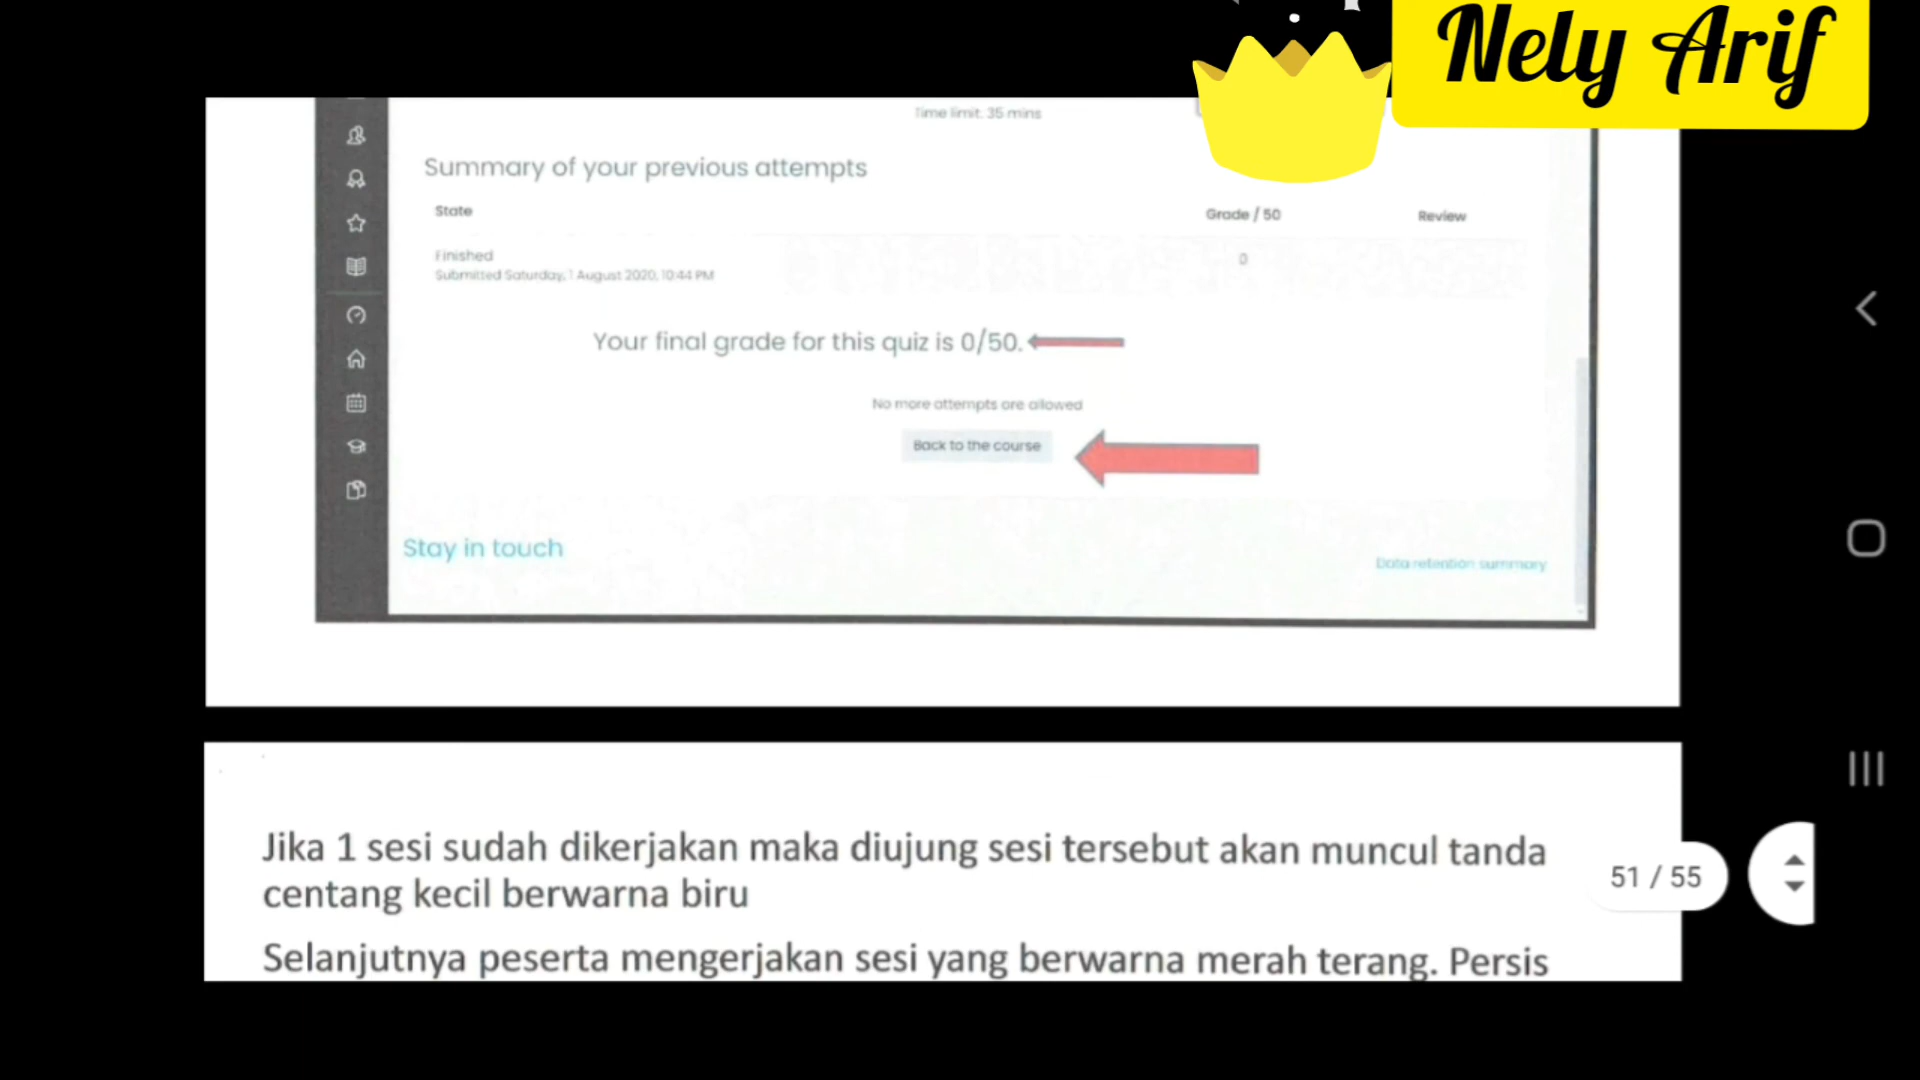 Nely Arif
Time limit: 35 mins
Summary of your previous attempts
State
Grade / 50
Review
Finished
Submitted Saturday, 1 August 2020, 10:44 PM
0
Your final grade for this quiz is 0/50.
No more attempts are allowed
Back to the course
Stay in touch
Data retention summary
Jika 1 sesi sudah dikerjakan maka diujung sesi tersebut akan muncul tanda
centang kecil berwarna biru
51 / 55
Selanjutnya peserta mengerjakan sesi yang berwarna merah terang. Persis